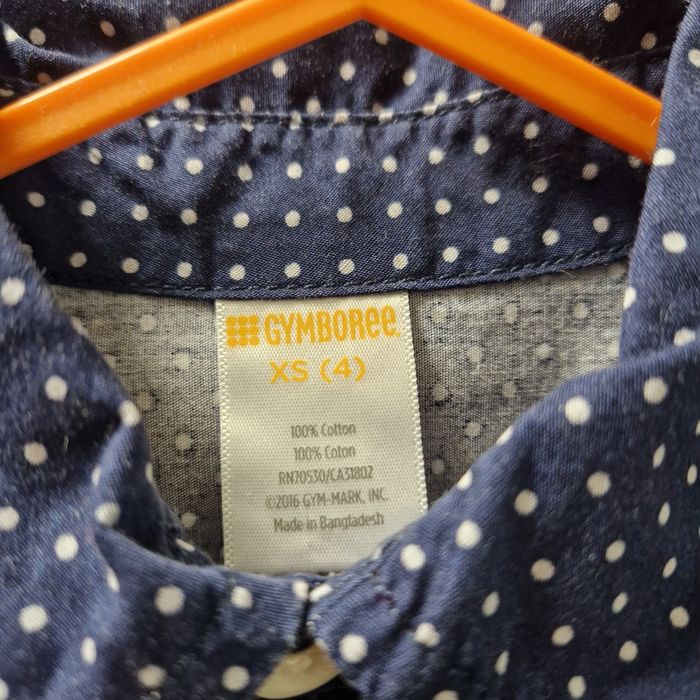 GYMBOREE
XS (4)
100% Cotton
100% Coton
RN70530/CA31802
©2016 GYM-MARK, INC.
Made in Bangladesh